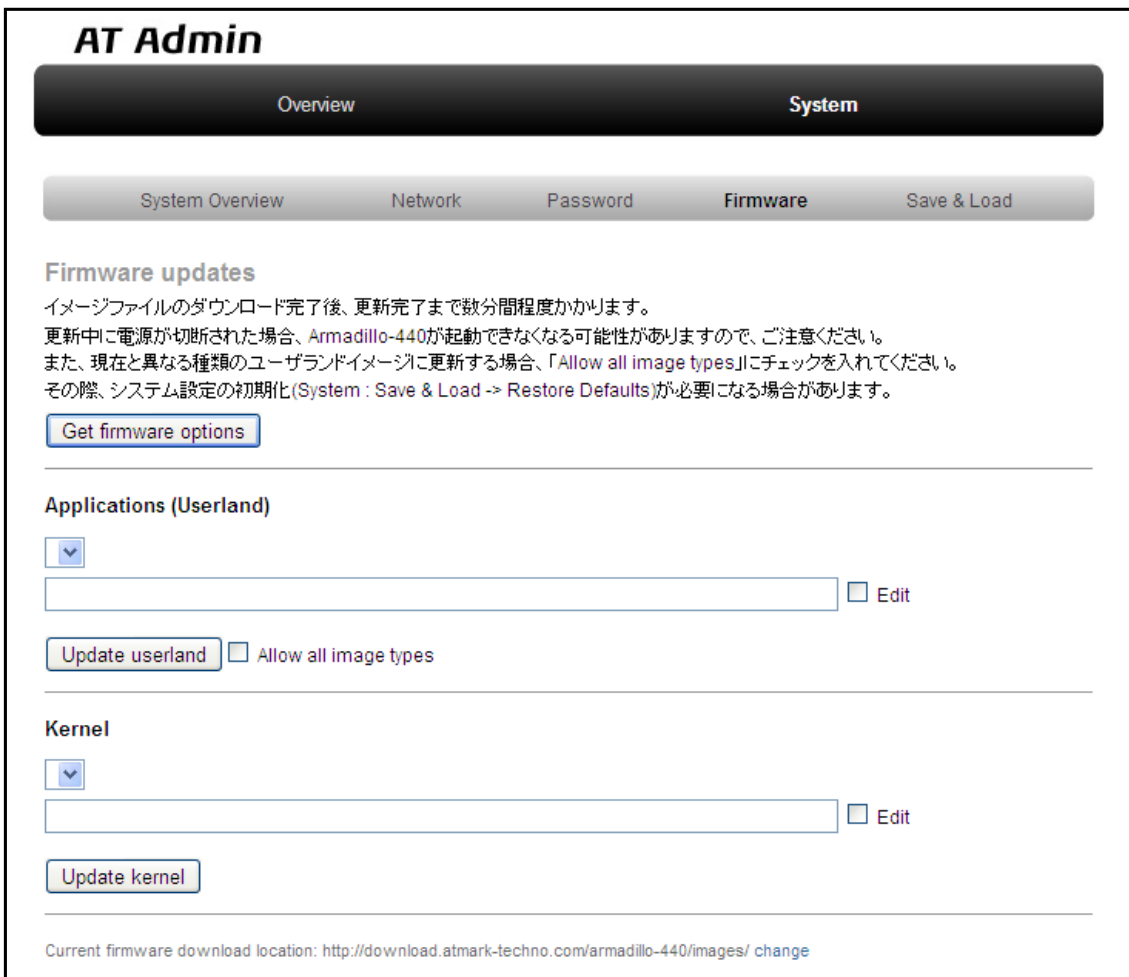 AT Admin
Overview System
System Overview Network Password Firmware Save & Load
Firmware updates
イメージファイルのダウンロード完了後、更新完了まで数分間程度かかります。
更新中に電源が切断された場合、Armadillo-440が起動できなくなる可能性がありますので、ご注意ください。
また、現在と異なる種類のユーザランドイメージに更新する場合、「Allow all image types」にチェックを入れてください。
その際、システム設定の初期化(System : Save & Load -> Restore Defaults)が必要になる場合があります。
Get firmware options
Applications (Userland)
Edit
Update userland Allow all image types
Kernel
Edit
Update kernel
Current firmware download location: http://download.atmark-techno.com/armadillo-440/images/ change